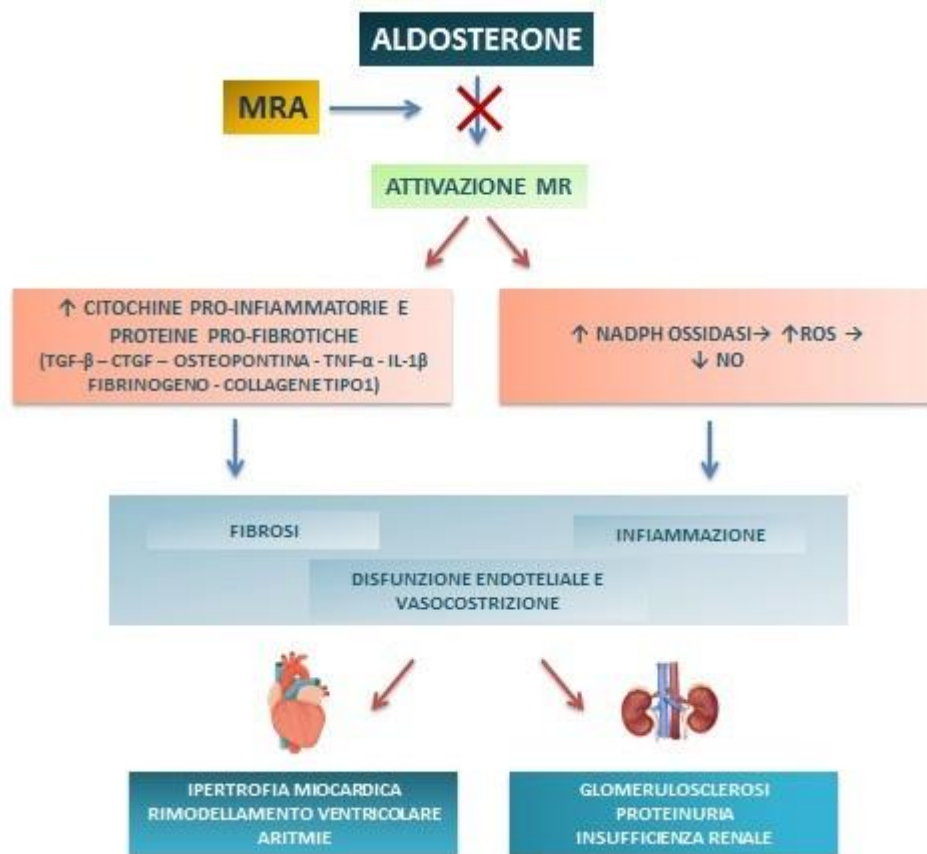 ALDOSTERONE
MRA
ATTIVAZIONE MR
↑ CITOCHINE PRO-INFIAMMATORIE E
PROTEINE PRO-FIBROTICHE
(TGF-β – CTGF – OSTEOPONTINA - TNF-α - IL-1β
FIBRINOGENO - COLLAGENE TIPO1)
↑ NADPH OSSIDASI→ ↑ROS →
↓ NO
FIBROSI
INFIAMMAZIONE
DISFUNZIONE ENDOTELIALE E
VASOCOSTRIZIONE
IPERTROFIA MIOCARDICA
RIMODELLAMENTO VENTRICOLARE
ARITMIE
GLOMERULOSCLEROSI
PROTEINURIA
INSUFFICIENZA RENALE